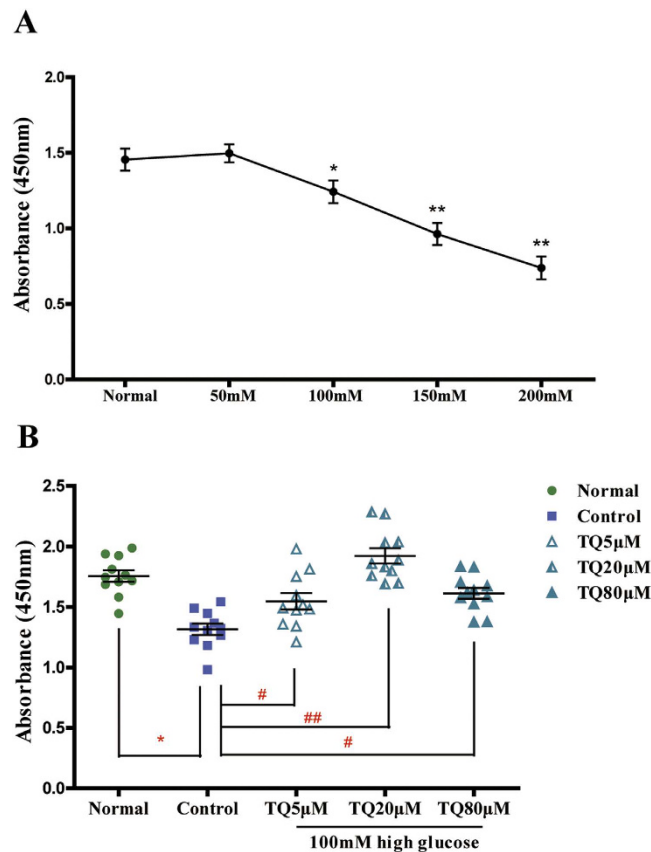 A
Absorbance (450nm)
2.0
1.5
1.0
0.5
0.0
*
**
**
Normal 50mM 100mM 150mM 200mM
B
Absorbance (450nm)
2.5
2.0
1.5
1.0
0.5
0.0
Normal
Control
TQ5μM
TQ20μM
TQ80μM
#
##
*
#
Normal Control TQ5μM TQ20μM TQ80μM
100mM high glucose